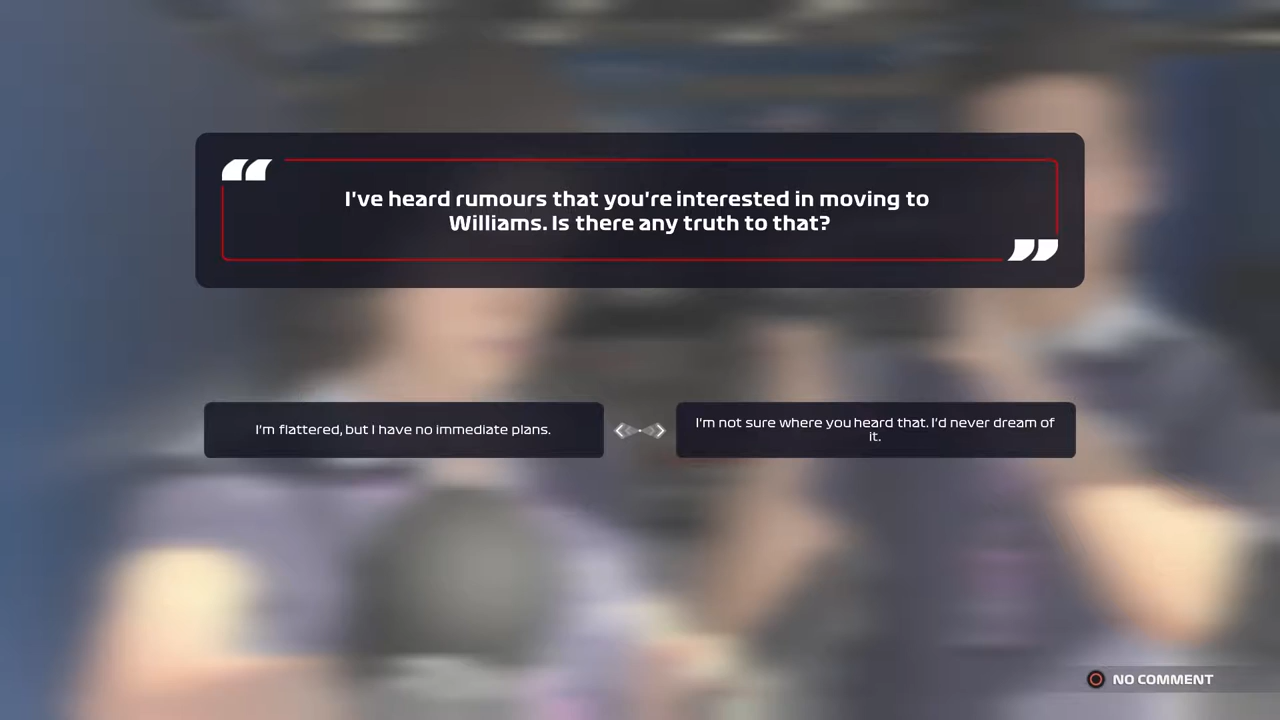 I've heard rumours that you're interested in moving to
Williams. Is there any truth to that?
I'm flattered, but I have no immediate plans.
I'm not sure where you heard that. I'd never dream of
it.
NO COMMENT